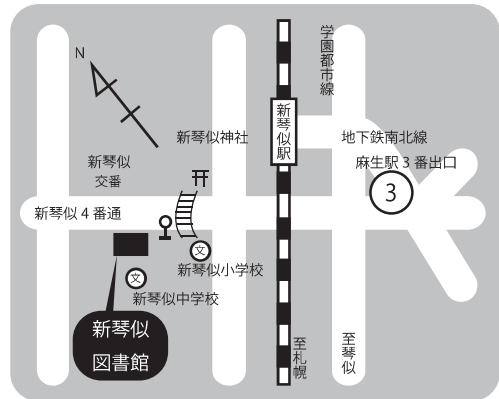 学園都市線
N
新琴似駅
新琴似神社
地下鉄南北線
麻生駅3番出口
新琴似
交番
3
新琴似4番通
文
新琴似小学校
文
新琴似中学校
新琴似
図書館
至札幌
至琴似